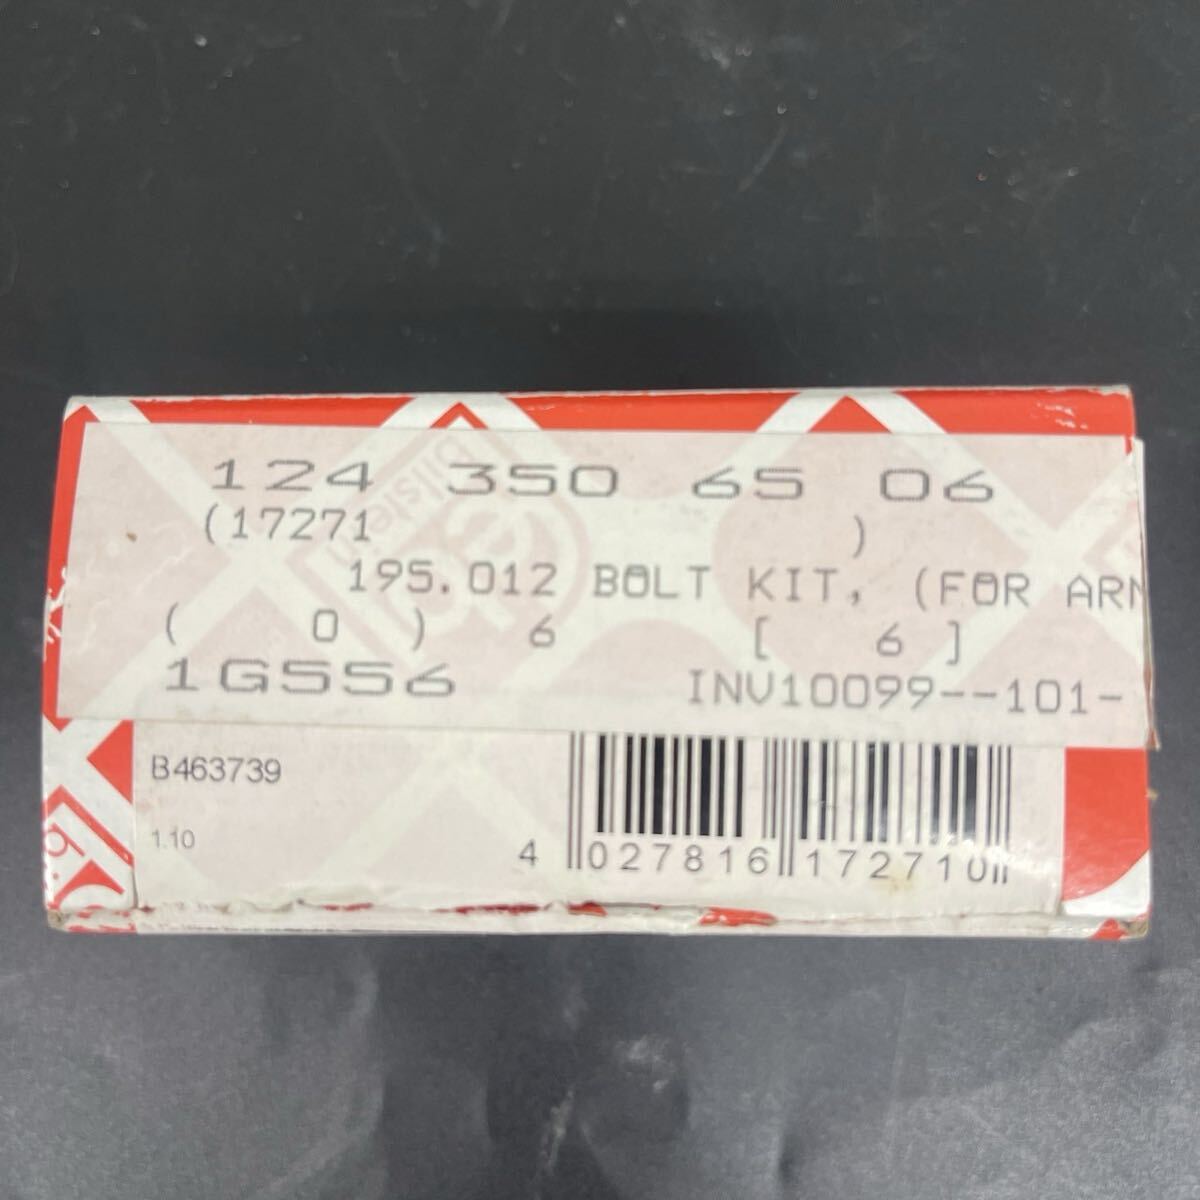 124 350 65 06
(17271 )
195.012 BOLT KIT, (FOR ARM
( 0 ) 6 [ 6 ]
1G556 INV10099--101-
bilstein
B463739
1.10
4 027816 172710